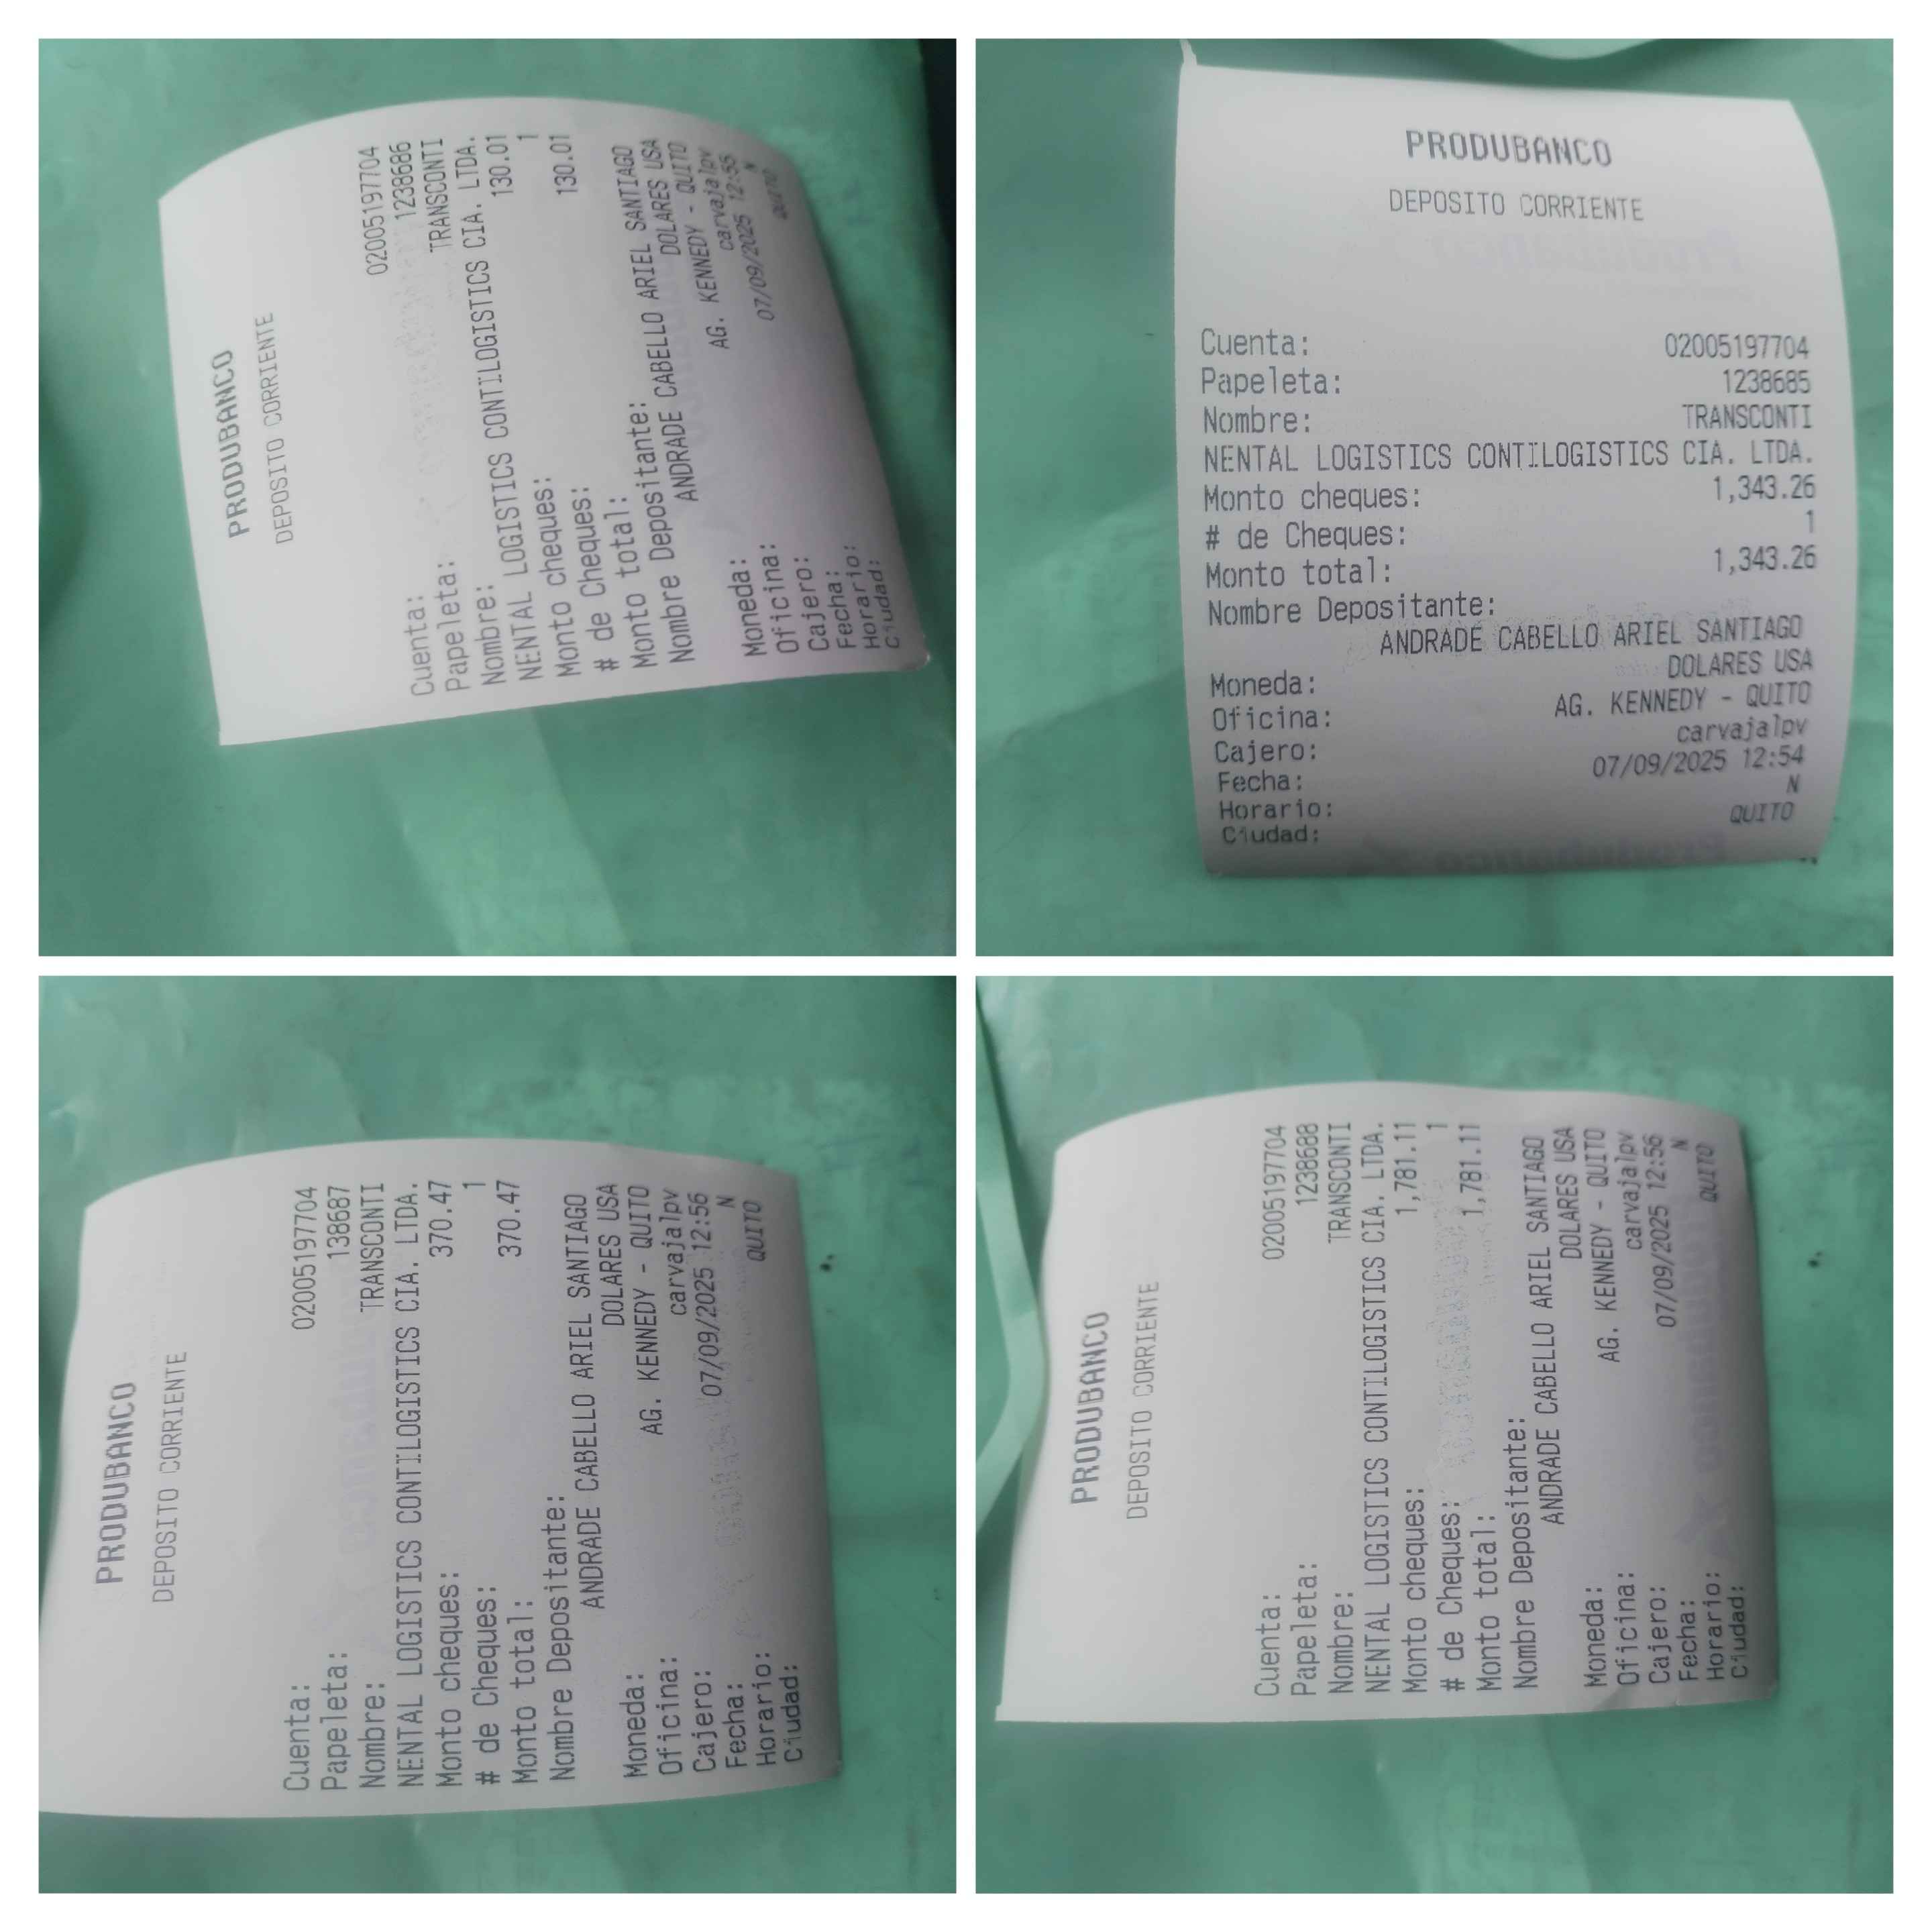 PRODUBANCO
DEPOSITO CORRIENTE
Cuenta: 02005197704
Papeleta: 1238686
Nombre: TRANSCONTI
NENTAL LOGISTICS CONTILOGISTICS CIA. LTDA.
Monto cheques: 130.01
# de Cheques: 1
Monto total: 130.01
Nombre Depositante:
ANDRADE CABELLO ARIEL SANTIAGO
Moneda: DOLARES USA
Oficina: AG. KENNEDY - QUITO
Cajero: carvajalpv
Fecha: 07/09/2025 12:55
Horario: N
Ciudad: QUITO
PRODUBANCO
DEPOSITO CORRIENTE
Cuenta: 02005197704
Papeleta: 1238685
Nombre: TRANSCONTI
NENTAL LOGISTICS CONTILOGISTICS CIA. LTDA.
Monto cheques: 1,343.26
# de Cheques: 1
Monto total: 1,343.26
Nombre Depositante:
ANDRADE CABELLO ARIEL SANTIAGO
Moneda: DOLARES USA
Oficina: AG. KENNEDY - QUITO
Cajero: carvajalpv
Fecha: 07/09/2025 12:54
Horario: N
Ciudad: QUITO
PRODUBANCO
DEPOSITO CORRIENTE
Cuenta: 02005197704
Papeleta: 138687
Nombre: TRANSCONTI
NENTAL LOGISTICS CONTILOGISTICS CIA. LTDA.
Monto cheques: 370.47
# de Cheques: 1
Monto total: 370.47
Nombre Depositante:
ANDRADE CABELLO ARIEL SANTIAGO
Moneda: DOLARES USA
Oficina: AG. KENNEDY - QUITO
Cajero: carvajalpv
Fecha: 07/09/2025 12:56
Horario: N
Ciudad: QUITO
PRODUBANCO
DEPOSITO CORRIENTE
Cuenta: 02005197704
Papeleta: 1238688
Nombre: TRANSCONTI
NENTAL LOGISTICS CONTILOGISTICS CIA. LTDA.
Monto cheques: 1,781.11
# de Cheques: 1
Monto total: 1,781.11
Nombre Depositante:
ANDRADE CABELLO ARIEL SANTIAGO
Moneda: DOLARES USA
Oficina: AG. KENNEDY - QUITO
Cajero: carvajalpv
Fecha: 07/09/2025 12:56
Horario: N
Ciudad: QUITO